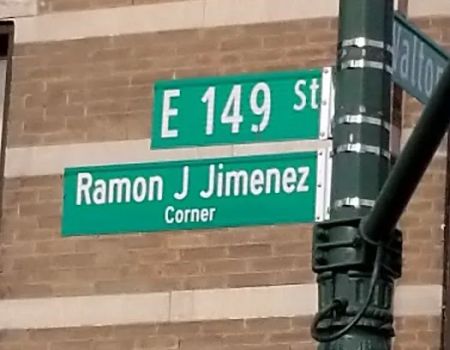 E 149 St
Ramon J Jimenez
Corner